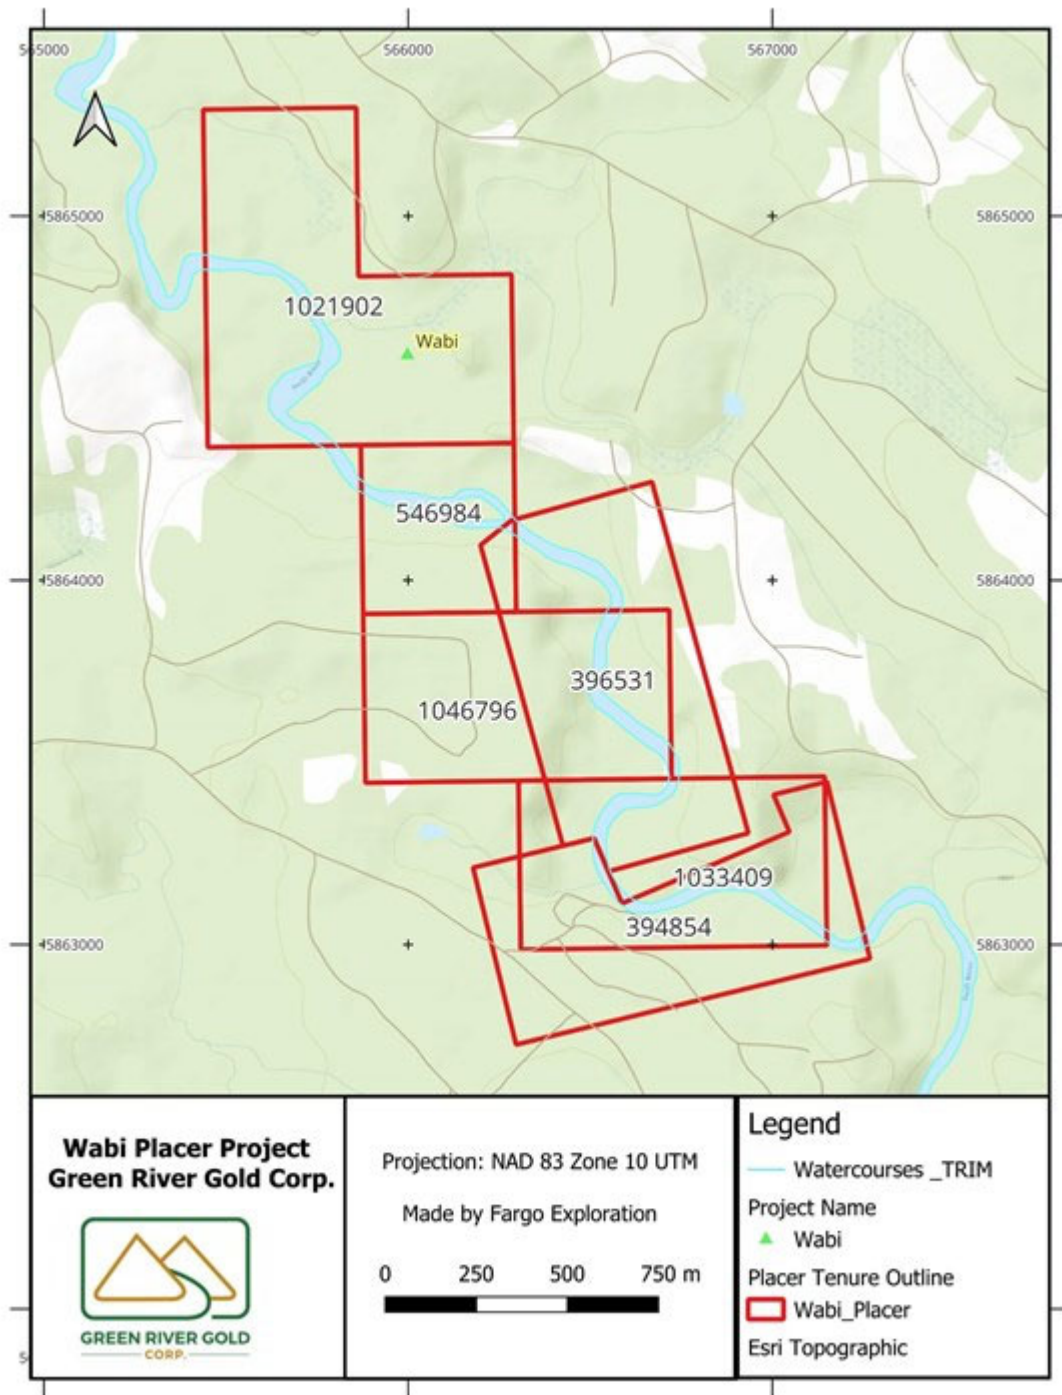 565000
566000
567000
5865000
5865000
1021902
Wabi
546984
5864000
5864000
396531
1046796
1033409
394854
5863000
5863000
Wabi Placer Project
Green River Gold Corp.
GREEN RIVER GOLD
CORP.
Projection: NAD 83 Zone 10 UTM
Made by Fargo Exploration
0 250 500 750 m
Legend
Watercourses _TRIM
Project Name
Wabi
Placer Tenure Outline
Wabi_Placer
Esri Topographic